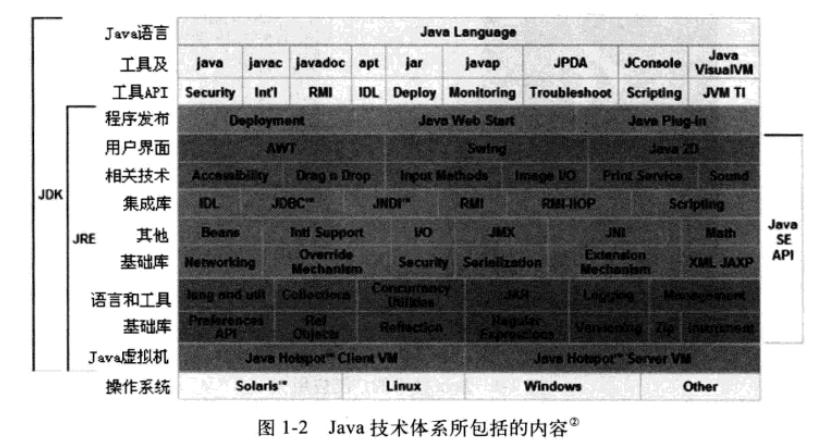 Java语言 Java Language
工具及 java javac javadoc apt jar javap JPDA JConsole Java VisualVM
工具API Security Int'l RMI IDL Deploy Monitoring Troubleshoot Scripting JVM TI
程序发布 Deployment Java Web Start Java Plug-in
用户界面 AWT Swing Java 2D
相关技术 Accessibility Drag n Drop Input Methods Image I/O Print Service Sound
集成库 IDL JDBC™ JNDI™ RMI RMI-IIOP Scripting
其他 Beans Intl Support I/O JMX JNI Math
基础库 Networking Override Mechanism Security Serialization Extension Mechanism XML JAXP
语言和工具 lang and util Collections Concurrency Utilities JAR Logging Management
基础库 Preferences API Ref Objects Reflection Regular Expressions Versioning Zip Instrument
Java虚拟机 Java Hotspot™ Client VM Java Hotspot™ Server VM
操作系统 Solaris™ Linux Windows Other
JDK
JRE
Java
SE
API
图 1-2 Java 技术体系所包括的内容②